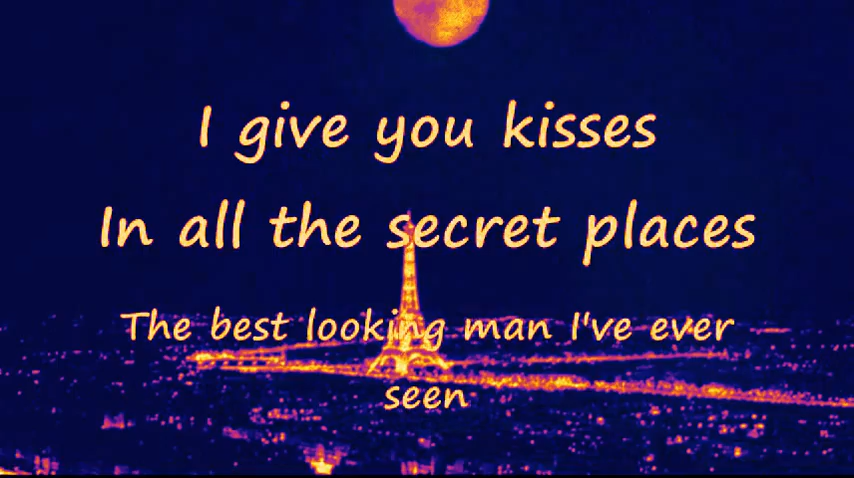 I give you kisses
In all the secret places
The best looking man I've ever
seen